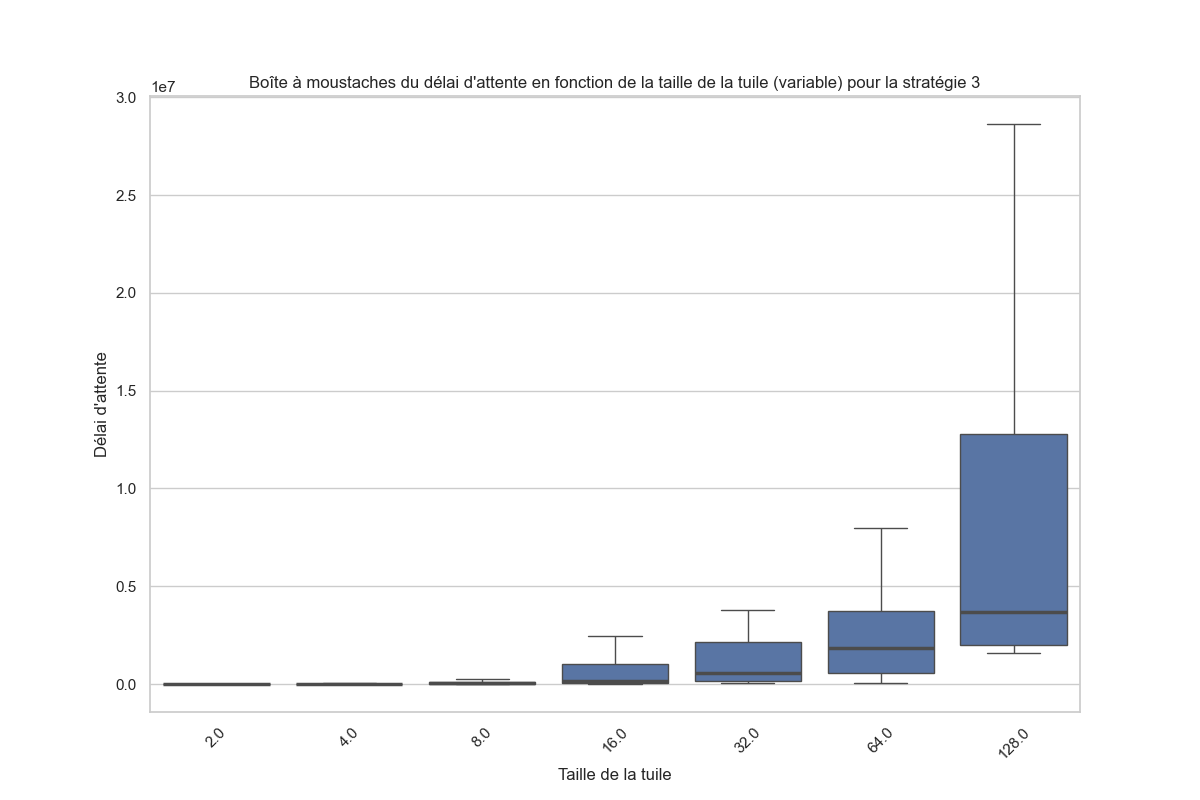 Boîte à moustaches du délai d'attente en fonction de la taille de la tuile (variable) pour la stratégie 3
1e7
3.0
2.5
2.0
1.5
1.0
0.5
0.0
Délai d'attente
2.0 4.0 8.0 16.0 32.0 64.0 128.0
Taille de la tuile